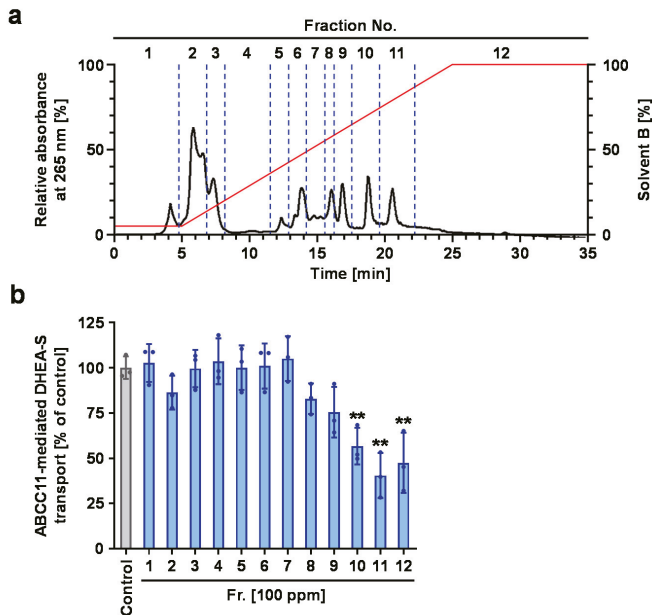 a
Fraction No.
1 2 3 4 5 6 7 8 9 10 11 12
Relative absorbance
at 265 nm [%]
100
50
0
100
50
0
Solvent B [%]
0 5 10 15 20 25 30 35
Time [min]
b
ABCC11-mediated DHEA-S
transport [% of control]
125
100
75
50
25
0
** ** **
Control 1 2 3 4 5 6 7 8 9 10 11 12
Fr. [100 ppm]